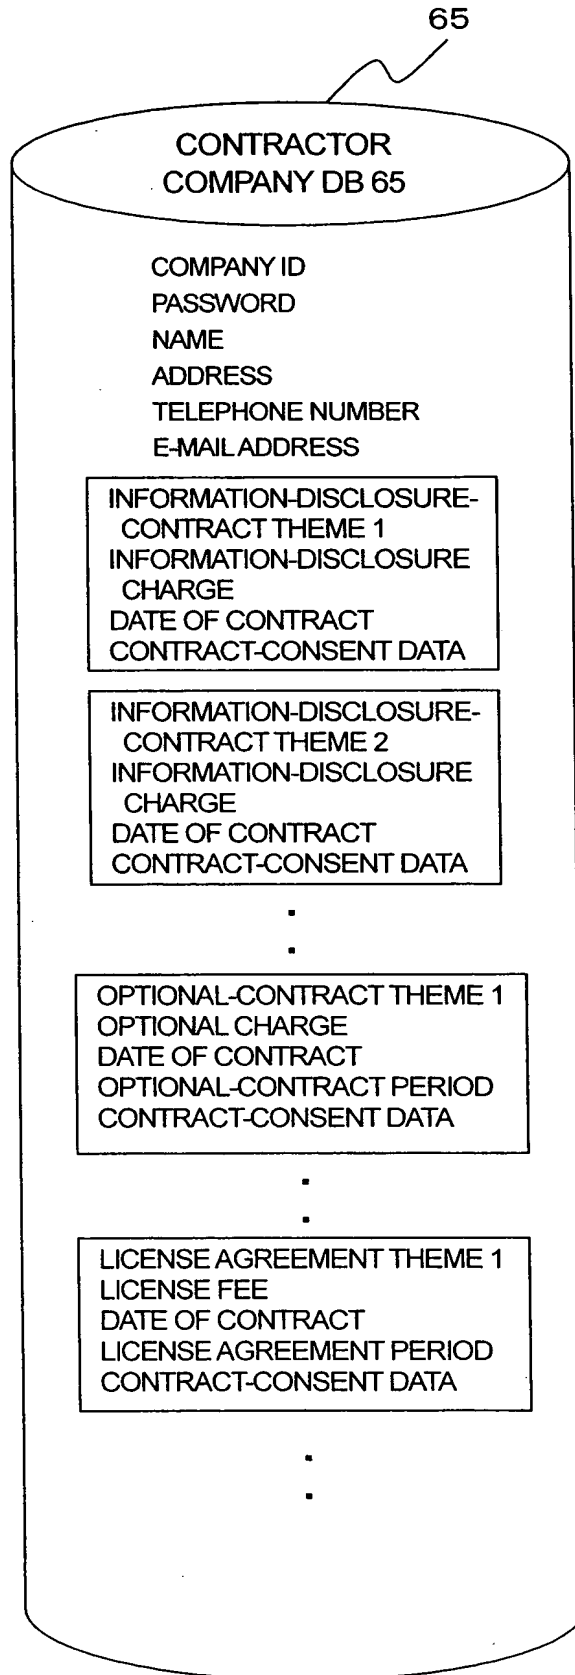 65
CONTRACTOR
COMPANY DB 65
COMPANY ID
PASSWORD
NAME
ADDRESS
TELEPHONE NUMBER
E-MAIL ADDRESS
INFORMATION-DISCLOSURE-
CONTRACT THEME 1
INFORMATION-DISCLOSURE
CHARGE
DATE OF CONTRACT
CONTRACT-CONSENT DATA
INFORMATION-DISCLOSURE-
CONTRACT THEME 2
INFORMATION-DISCLOSURE
CHARGE
DATE OF CONTRACT
CONTRACT-CONSENT DATA
OPTIONAL-CONTRACT THEME 1
OPTIONAL CHARGE
DATE OF CONTRACT
OPTIONAL-CONTRACT PERIOD
CONTRACT-CONSENT DATA
LICENSE AGREEMENT THEME 1
LICENSE FEE
DATE OF CONTRACT
LICENSE AGREEMENT PERIOD
CONTRACT-CONSENT DATA